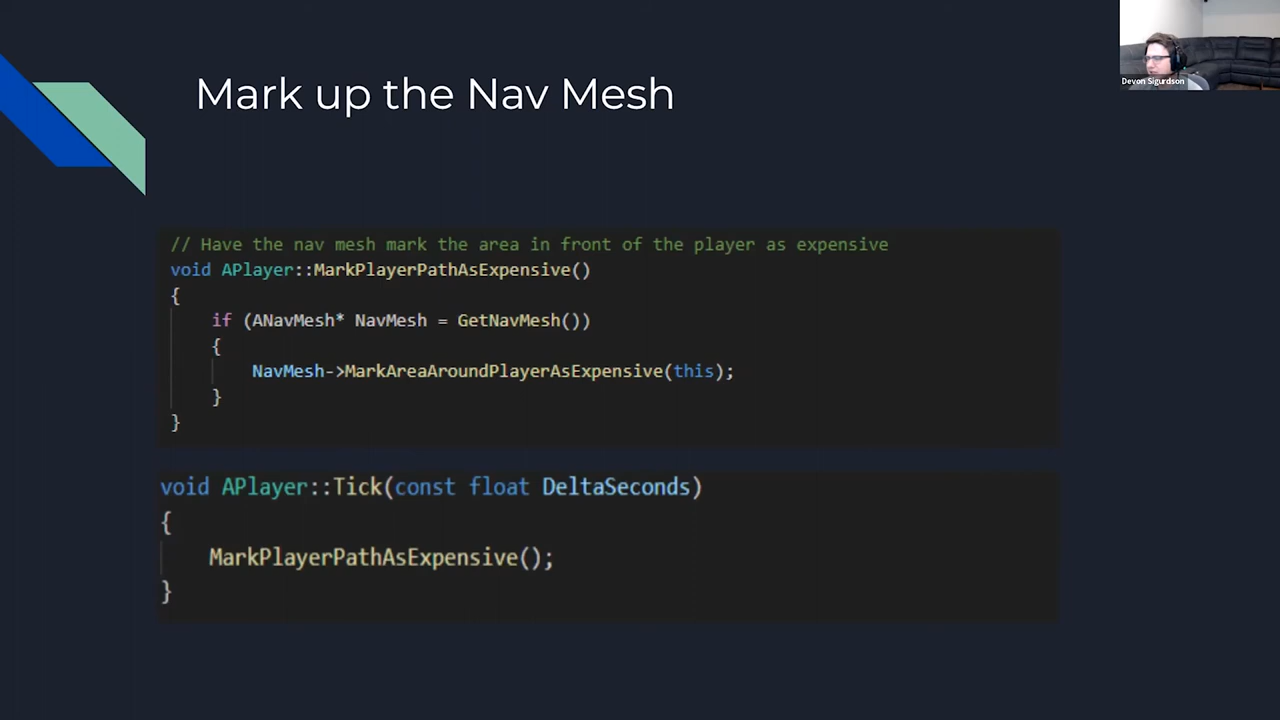 Mark up the Nav Mesh
Devon Sigurdson
// Have the nav mesh mark the area in front of the player as expensive
void APlayer::MarkPlayerPathAsExpensive()
{
    if (ANavMesh* NavMesh = GetNavMesh())
    {
        NavMesh->MarkAreaAroundPlayerAsExpensive(this);
    }
}
void APlayer::Tick(const float DeltaSeconds)
{
    MarkPlayerPathAsExpensive();
}